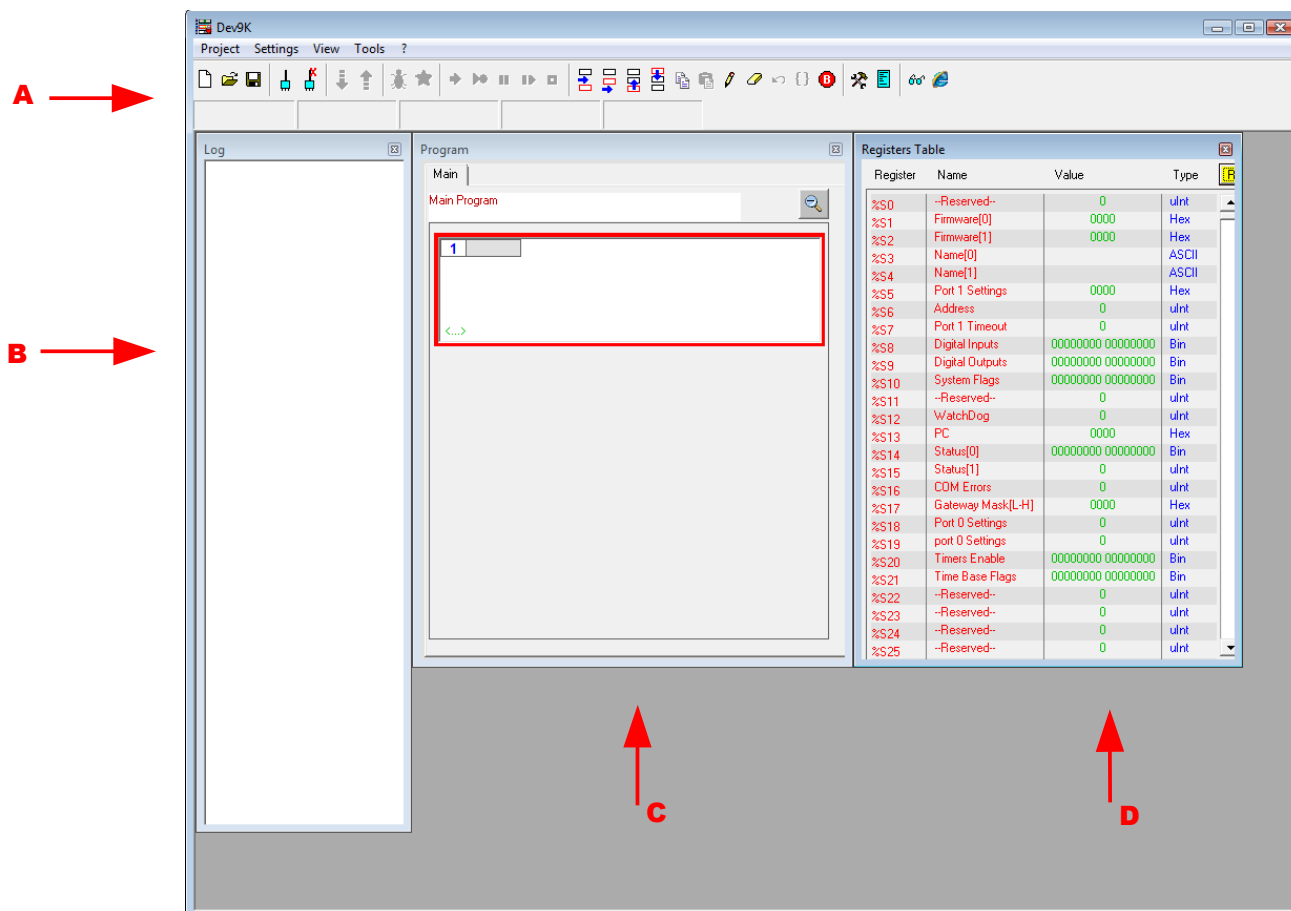 Dev9K
Project Settings View Tools ?
A
B
Log
Program
Registers Table
Main
Register Name Value Type R
Main Program
1
<...>
%S0 --Reserved-- 0 uInt
%S1 Firmware[0] 0000 Hex
%S2 Firmware[1] 0000 Hex
%S3 Name[0] ASCII
%S4 Name[1] ASCII
%S5 Port 1 Settings 0000 Hex
%S6 Address 0 uInt
%S7 Port 1 Timeout 0 uInt
%S8 Digital Inputs 00000000 00000000 Bin
%S9 Digital Outputs 00000000 00000000 Bin
%S10 System Flags 00000000 00000000 Bin
%S11 --Reserved-- 0 uInt
%S12 WatchDog 0 uInt
%S13 PC 0000 Hex
%S14 Status[0] 00000000 00000000 Bin
%S15 Status[1] 0 uInt
%S16 COM Errors 0 uInt
%S17 Gateway Mask[L-H] 0000 Hex
%S18 Port 0 Settings 0 uInt
%S19 port 0 Settings 0 uInt
%S20 Timers Enable 00000000 00000000 Bin
%S21 Time Base Flags 00000000 00000000 Bin
%S22 --Reserved-- 0 uInt
%S23 --Reserved-- 0 uInt
%S24 --Reserved-- 0 uInt
%S25 --Reserved-- 0 uInt
C
D